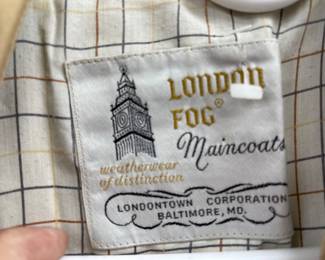 LONDON
FOG®
Maincoats
weatherwear
of distinction
LONDONTOWN CORPORATION
BALTIMORE, MD.